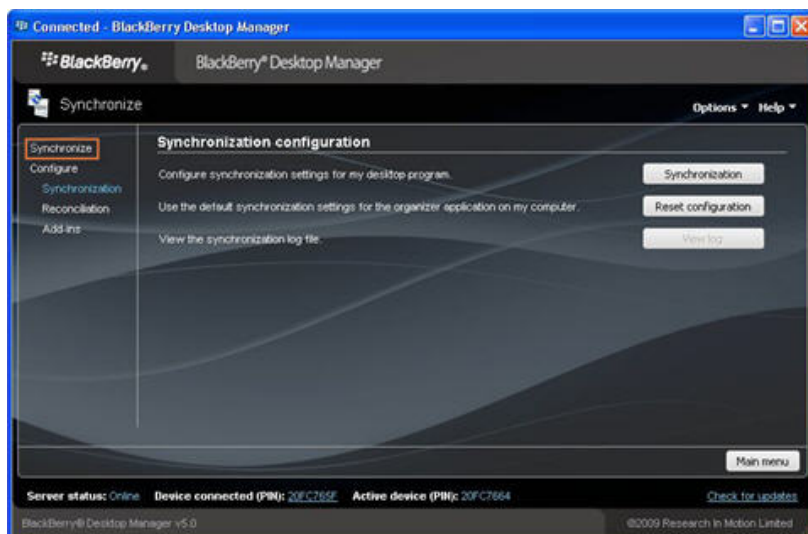 Connected - BlackBerry Desktop Manager
BlackBerry® BlackBerry® Desktop Manager
Synchronize Options Help
Synchronize
Configure
Synchronization
Reconciliation
Add-ins
Synchronization configuration
Configure synchronization settings for my desktop program. Synchronization
Use the default synchronization settings for the organizer application on my computer. Reset configuration
View the synchronization log file. View log
Main menu
Server status: Online Device connected (PIN): 20FC765F Active device (PIN): 20FC7664 Check for updates
BlackBerry® Desktop Manager v5.0 ©2009 Research In Motion Limited